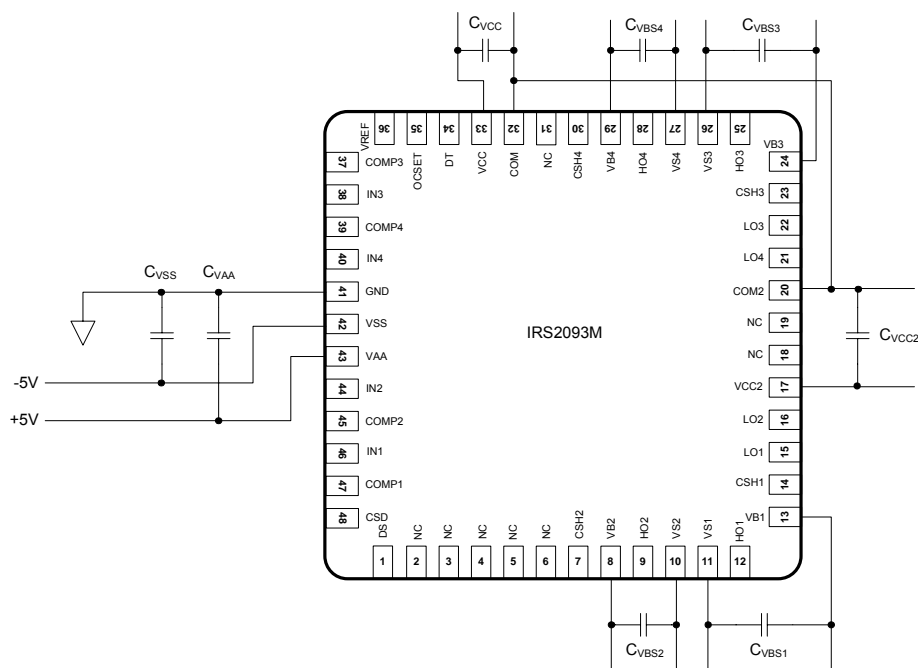 CVCC
CVBS4
CVBS3
36 35 34 33 32 31 30 29 28 27 26 25
VREF OCSET DT VCC COM NC CSH4 VB4 HO4 VS4 VS3 HO3
37 COMP3
38 IN3
39 COMP4
40 IN4
41 GND
42 VSS
43 VAA
44 IN2
45 COMP2
46 IN1
47 COMP1
48 CSD
CVSS
CVAA
-5V
+5V
IRS2093M
VB3 24
CSH3 23
LO3 22
LO4 21
COM2 20
NC 19
NC 18
VCC2 17
LO2 16
LO1 15
CSH1 14
VB1 13
CVCC2
DS NC NC NC NC NC CSH2 VB2 HO2 VS2 VS1 HO1
1 2 3 4 5 6 7 8 9 10 11 12
CVBS2
CVBS1